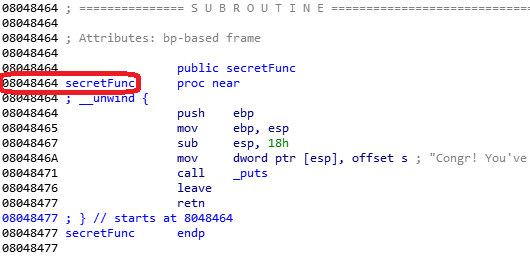 08048464 ; =============== S U B R O U T I N E =======================
08048464
08048464 ; Attributes: bp-based frame
08048464
08048464 public secretFunc
08048464 secretFunc proc near
08048464 ; __unwind {
08048464 push ebp
08048465 mov ebp, esp
08048467 sub esp, 18h
0804846A mov dword ptr [esp], offset s ; "Congr! You've
08048471 call _puts
08048476 leave
08048477 retn
08048477 ; } // starts at 8048464
08048477 secretFunc endp
08048477